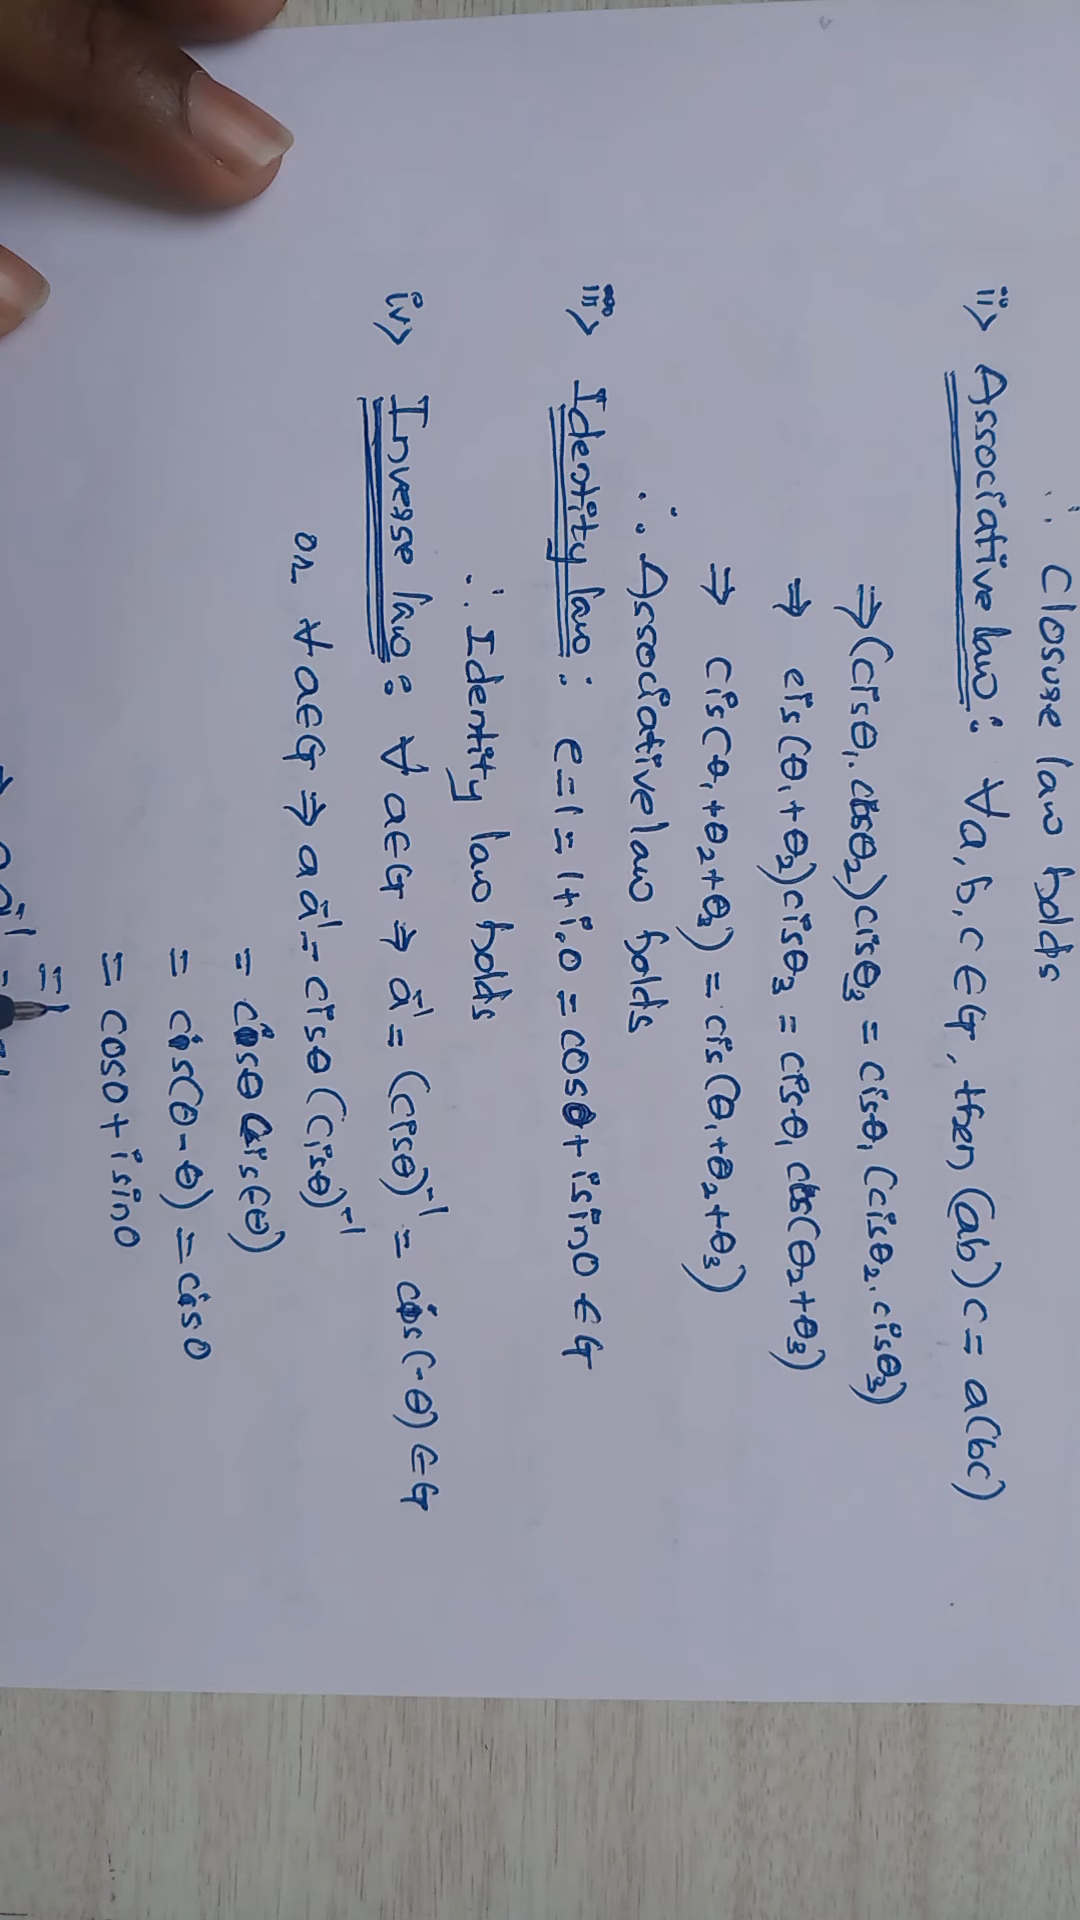 ∴ Closure law holds
ii> Associative law: ∀a,b,c∈G, then (ab)c = a(bc)
⇒ (cisθ₁.cisθ₂)cisθ₃ = cisθ₁(cisθ₂.cisθ₃)
⇒ cis(θ₁+θ₂)cisθ₃ = cisθ₁ cis(θ₂+θ₃)
⇒ cis(θ₁+θ₂+θ₃) = cis(θ₁+θ₂+θ₃)
∴ Associative law holds
iii> Identity law: e=1=1+i.0=cos0+isin0∈G
∴ Identity law holds
iv> Inverse law: ∀ a∈G ⇒ a⁻¹ = (cisθ)⁻¹ = cis(-θ)∈G
or ∀ a∈G ⇒ a a⁻¹ = cisθ(cisθ)⁻¹
= cisθ cis(-θ)
= cis(θ-θ) = cis0
= cos0+isin0
=1